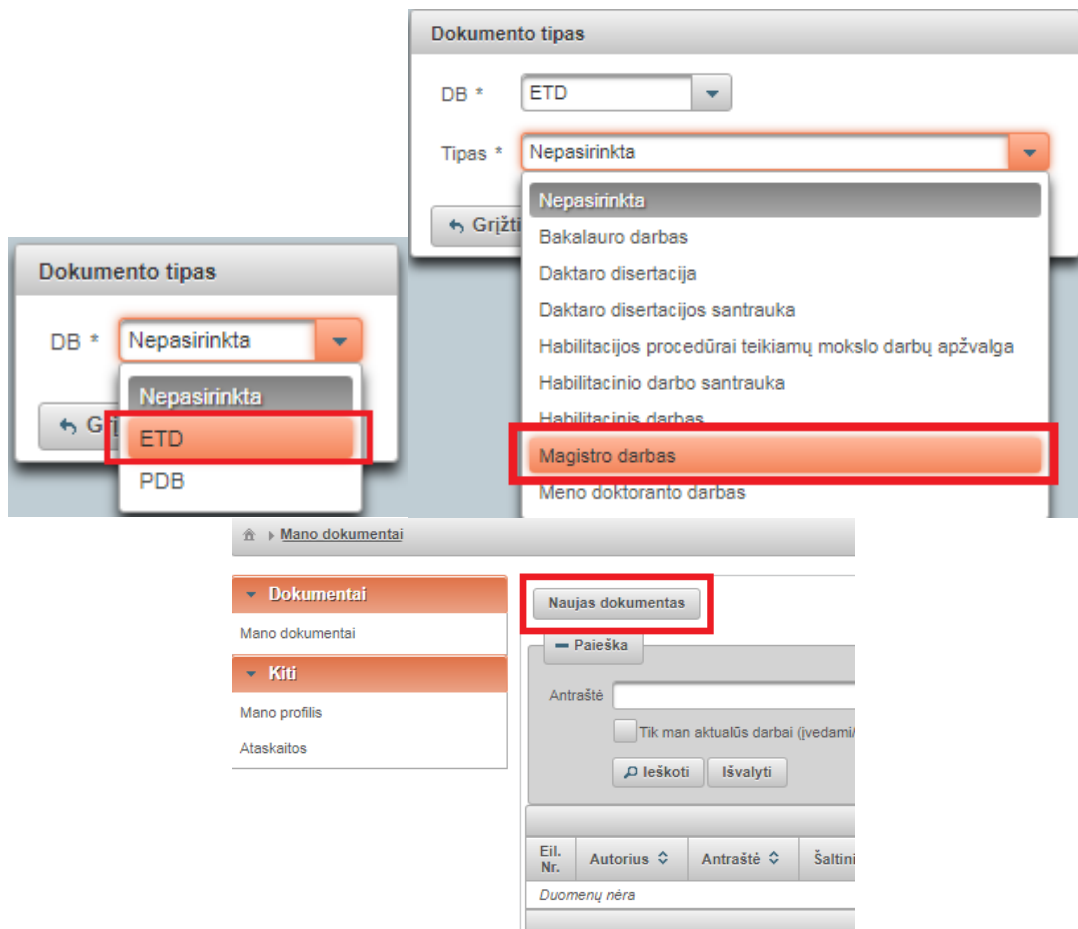 Dokumento tipas
DB * ETD
Tipas * Nepasirinkta
Nepasirinkta
Grįžti
Bakalauro darbas
Daktaro disertacija
Daktaro disertacijos santrauka
Habilitacijos procedūrai teikiamų mokslo darbų apžvalga
Habilitacinio darbo santrauka
Habilitacinis darbas
Magistro darbas
Meno doktoranto darbas
Dokumento tipas
DB * Nepasirinkta
Nepasirinkta
ETD
PDB
Mano dokumentai
Dokumentai
Mano dokumentai
Kiti
Mano profilis
Ataskaitos
Naujas dokumentas
Paieška
Antraštė
Tik man aktualūs darbai (įvedami/
Ieškoti Išvalyti
Eil. Nr. Autorius Antraštė Šaltini
Duomenų nėra